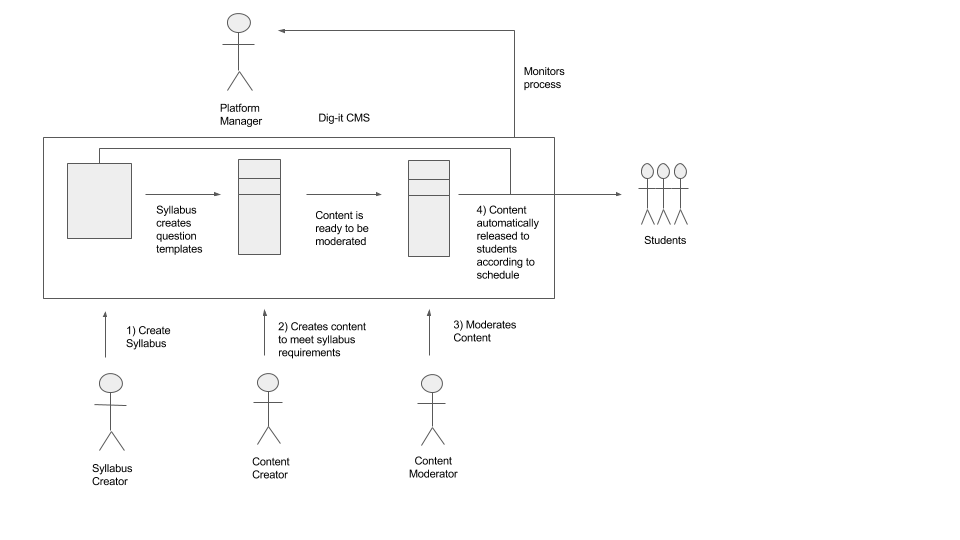 Platform
Manager
Monitors
process
Dig-it CMS
Syllabus
creates
question
templates
Content is
ready to be
moderated
4) Content
automatically
released to
students
according to
schedule
Students
1) Create
Syllabus
2) Creates content
to meet syllabus
requirements
3) Moderates
Content
Syllabus
Creator
Content
Creator
Content
Moderator